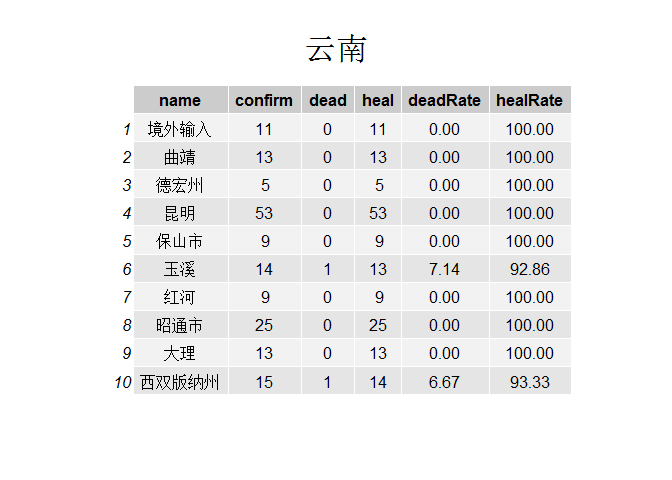 云南
name confirm dead heal deadRate healRate
1 境外输入 11 0 11 0.00 100.00
2 曲靖 13 0 13 0.00 100.00
3 德宏州 5 0 5 0.00 100.00
4 昆明 53 0 53 0.00 100.00
5 保山市 9 0 9 0.00 100.00
6 玉溪 14 1 13 7.14 92.86
7 红河 9 0 9 0.00 100.00
8 昭通市 25 0 25 0.00 100.00
9 大理 13 0 13 0.00 100.00
10 西双版纳州 15 1 14 6.67 93.33